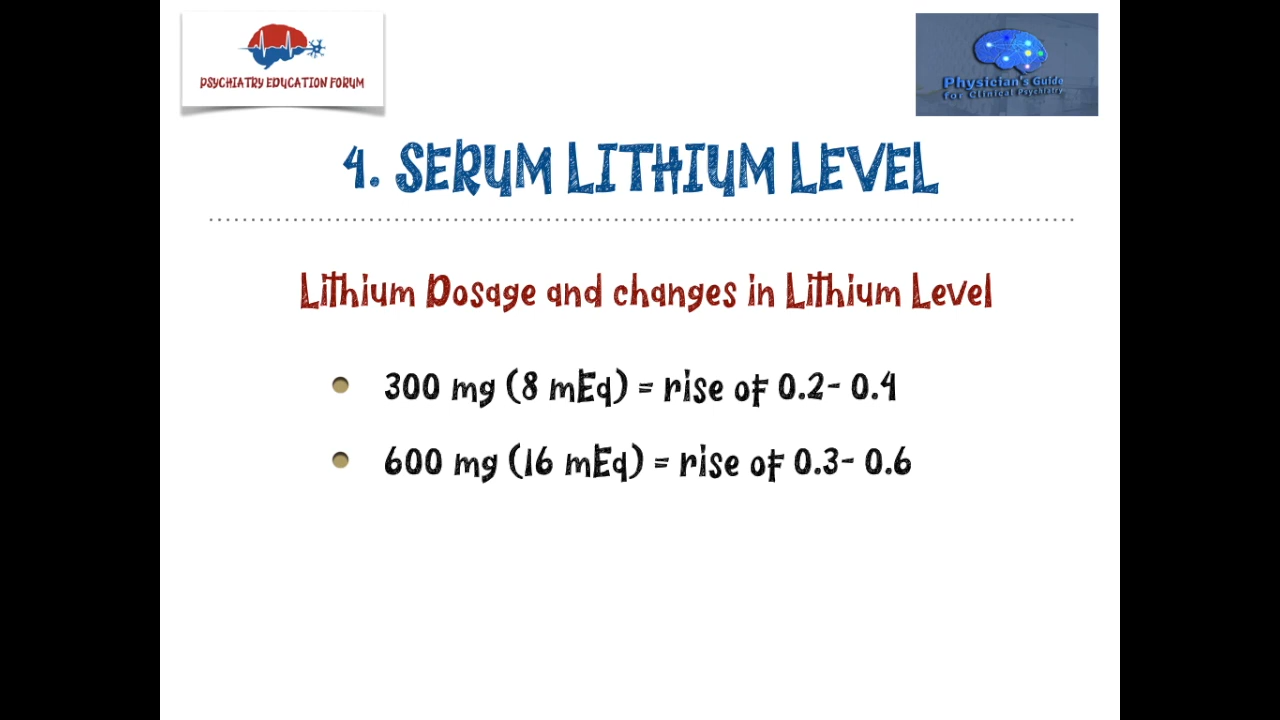 PSYCHIATRY EDUCATION FORUM
Physician's Guide
for Clinical Psychiatry
4. SERUM LITHIUM LEVEL
Lithium Dosage and changes in Lithium Level
300 mg (8 mEq) = rise of 0.2- 0.4
600 mg (16 mEq) = rise of 0.3- 0.6